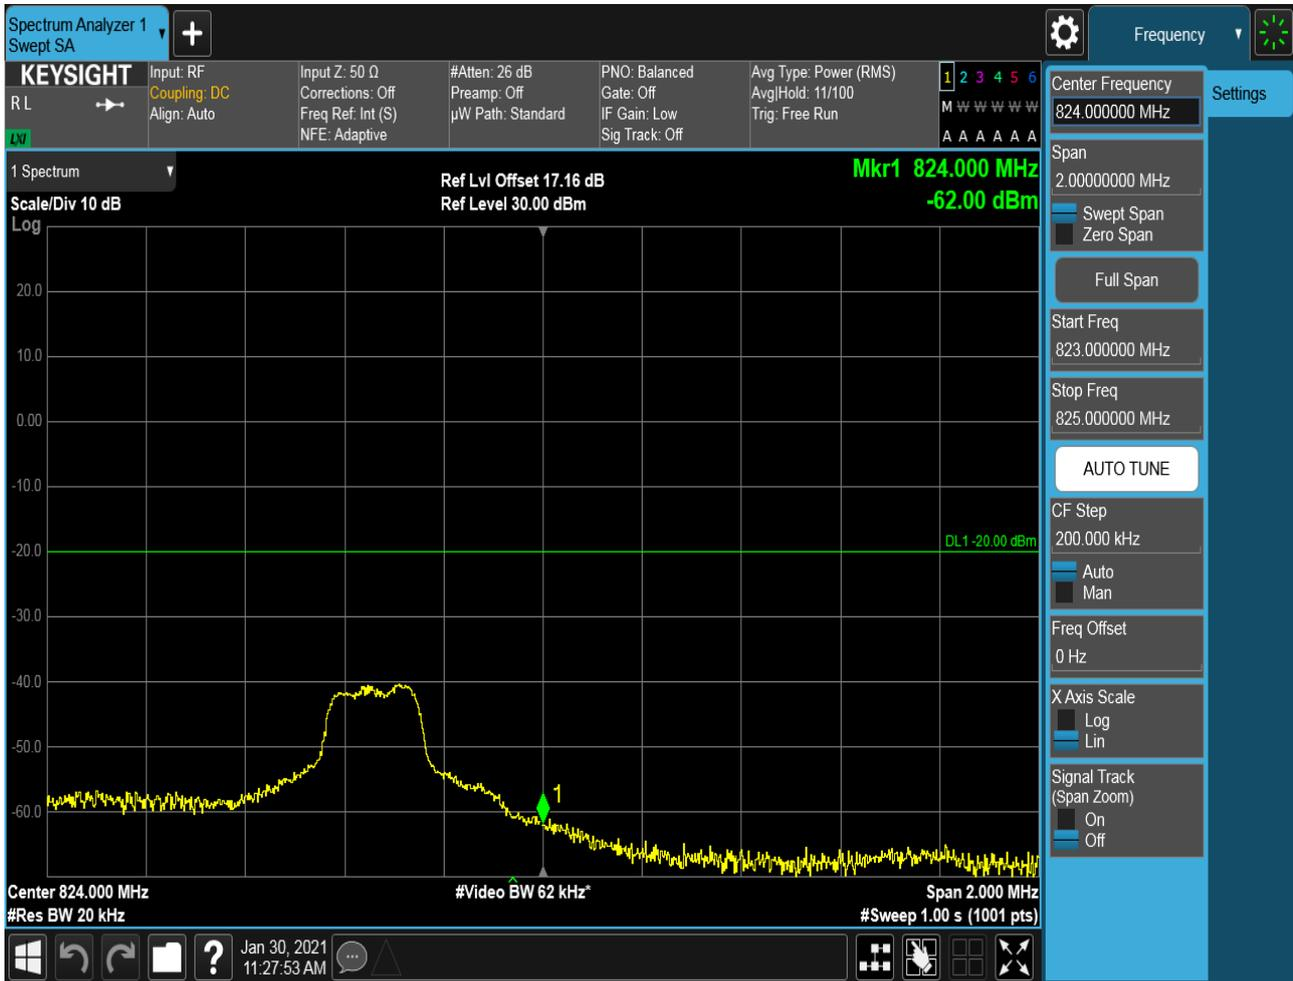 Spectrum Analyzer 1
Swept SA
Frequency
KEYSIGHT
R L
LXI
Input: RF
Coupling: DC
Align: Auto
Input Z: 50 Ω
Corrections: Off
Freq Ref: Int (S)
NFE: Adaptive
#Atten: 26 dB
Preamp: Off
µW Path: Standard
PNO: Balanced
Gate: Off
IF Gain: Low
Sig Track: Off
Avg Type: Power (RMS)
Avg|Hold: 11/100
Trig: Free Run
1 2 3 4 5 6
M W W W W W
A A A A A A
1 Spectrum
Scale/Div 10 dB
Log
Ref Lvl Offset 17.16 dB
Ref Level 30.00 dBm
Mkr1 824.000 MHz
-62.00 dBm
20.0
10.0
0.00
-10.0
-20.0
DL1 -20.00 dBm
-30.0
-40.0
-50.0
-60.0
1
Center 824.000 MHz
#Res BW 20 kHz
#Video BW 62 kHz*
Span 2.000 MHz
#Sweep 1.00 s (1001 pts)
Jan 30, 2021
11:27:53 AM
?
Center Frequency
824.000000 MHz
Settings
Span
2.00000000 MHz
Swept Span
Zero Span
Full Span
Start Freq
823.000000 MHz
Stop Freq
825.000000 MHz
AUTO TUNE
CF Step
200.000 kHz
Auto
Man
Freq Offset
0 Hz
X Axis Scale
Log
Lin
Signal Track
(Span Zoom)
On
Off